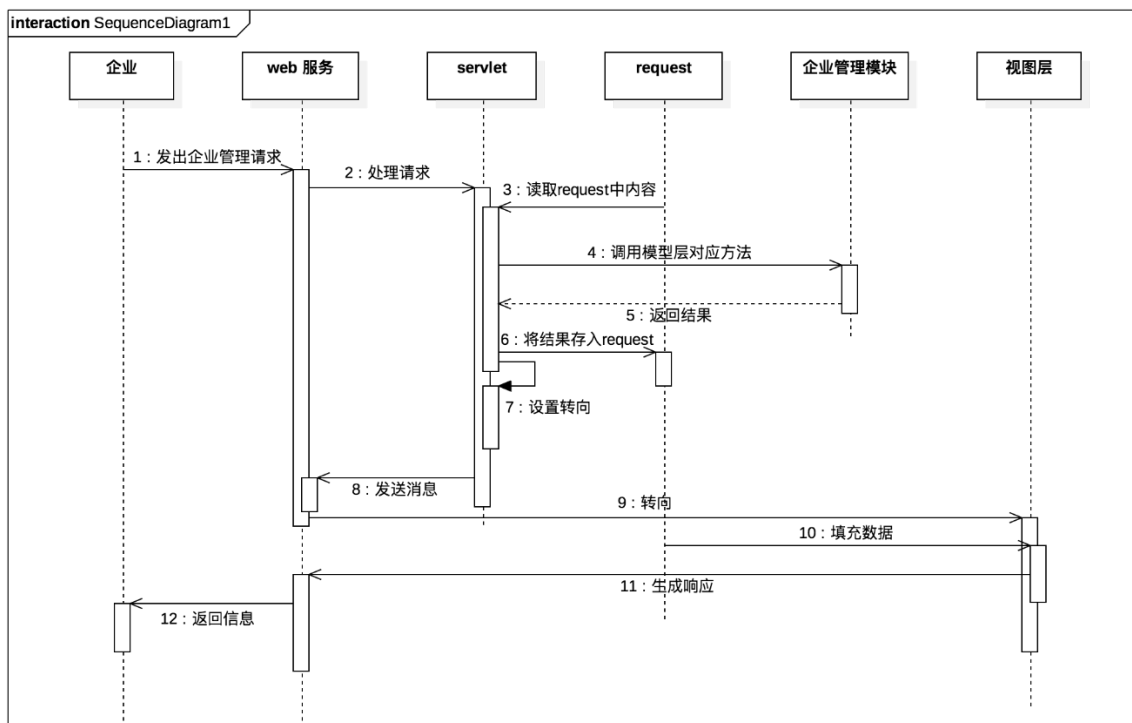 interaction SequenceDiagram1
企业
web 服务
servlet
request
企业管理模块
视图层
1：发出企业管理请求
2：处理请求
3：读取request中内容
4：调用模型层对应方法
5：返回结果
6：将结果存入request
7：设置转向
8：发送消息
9：转向
10：填充数据
11：生成响应
12：返回信息